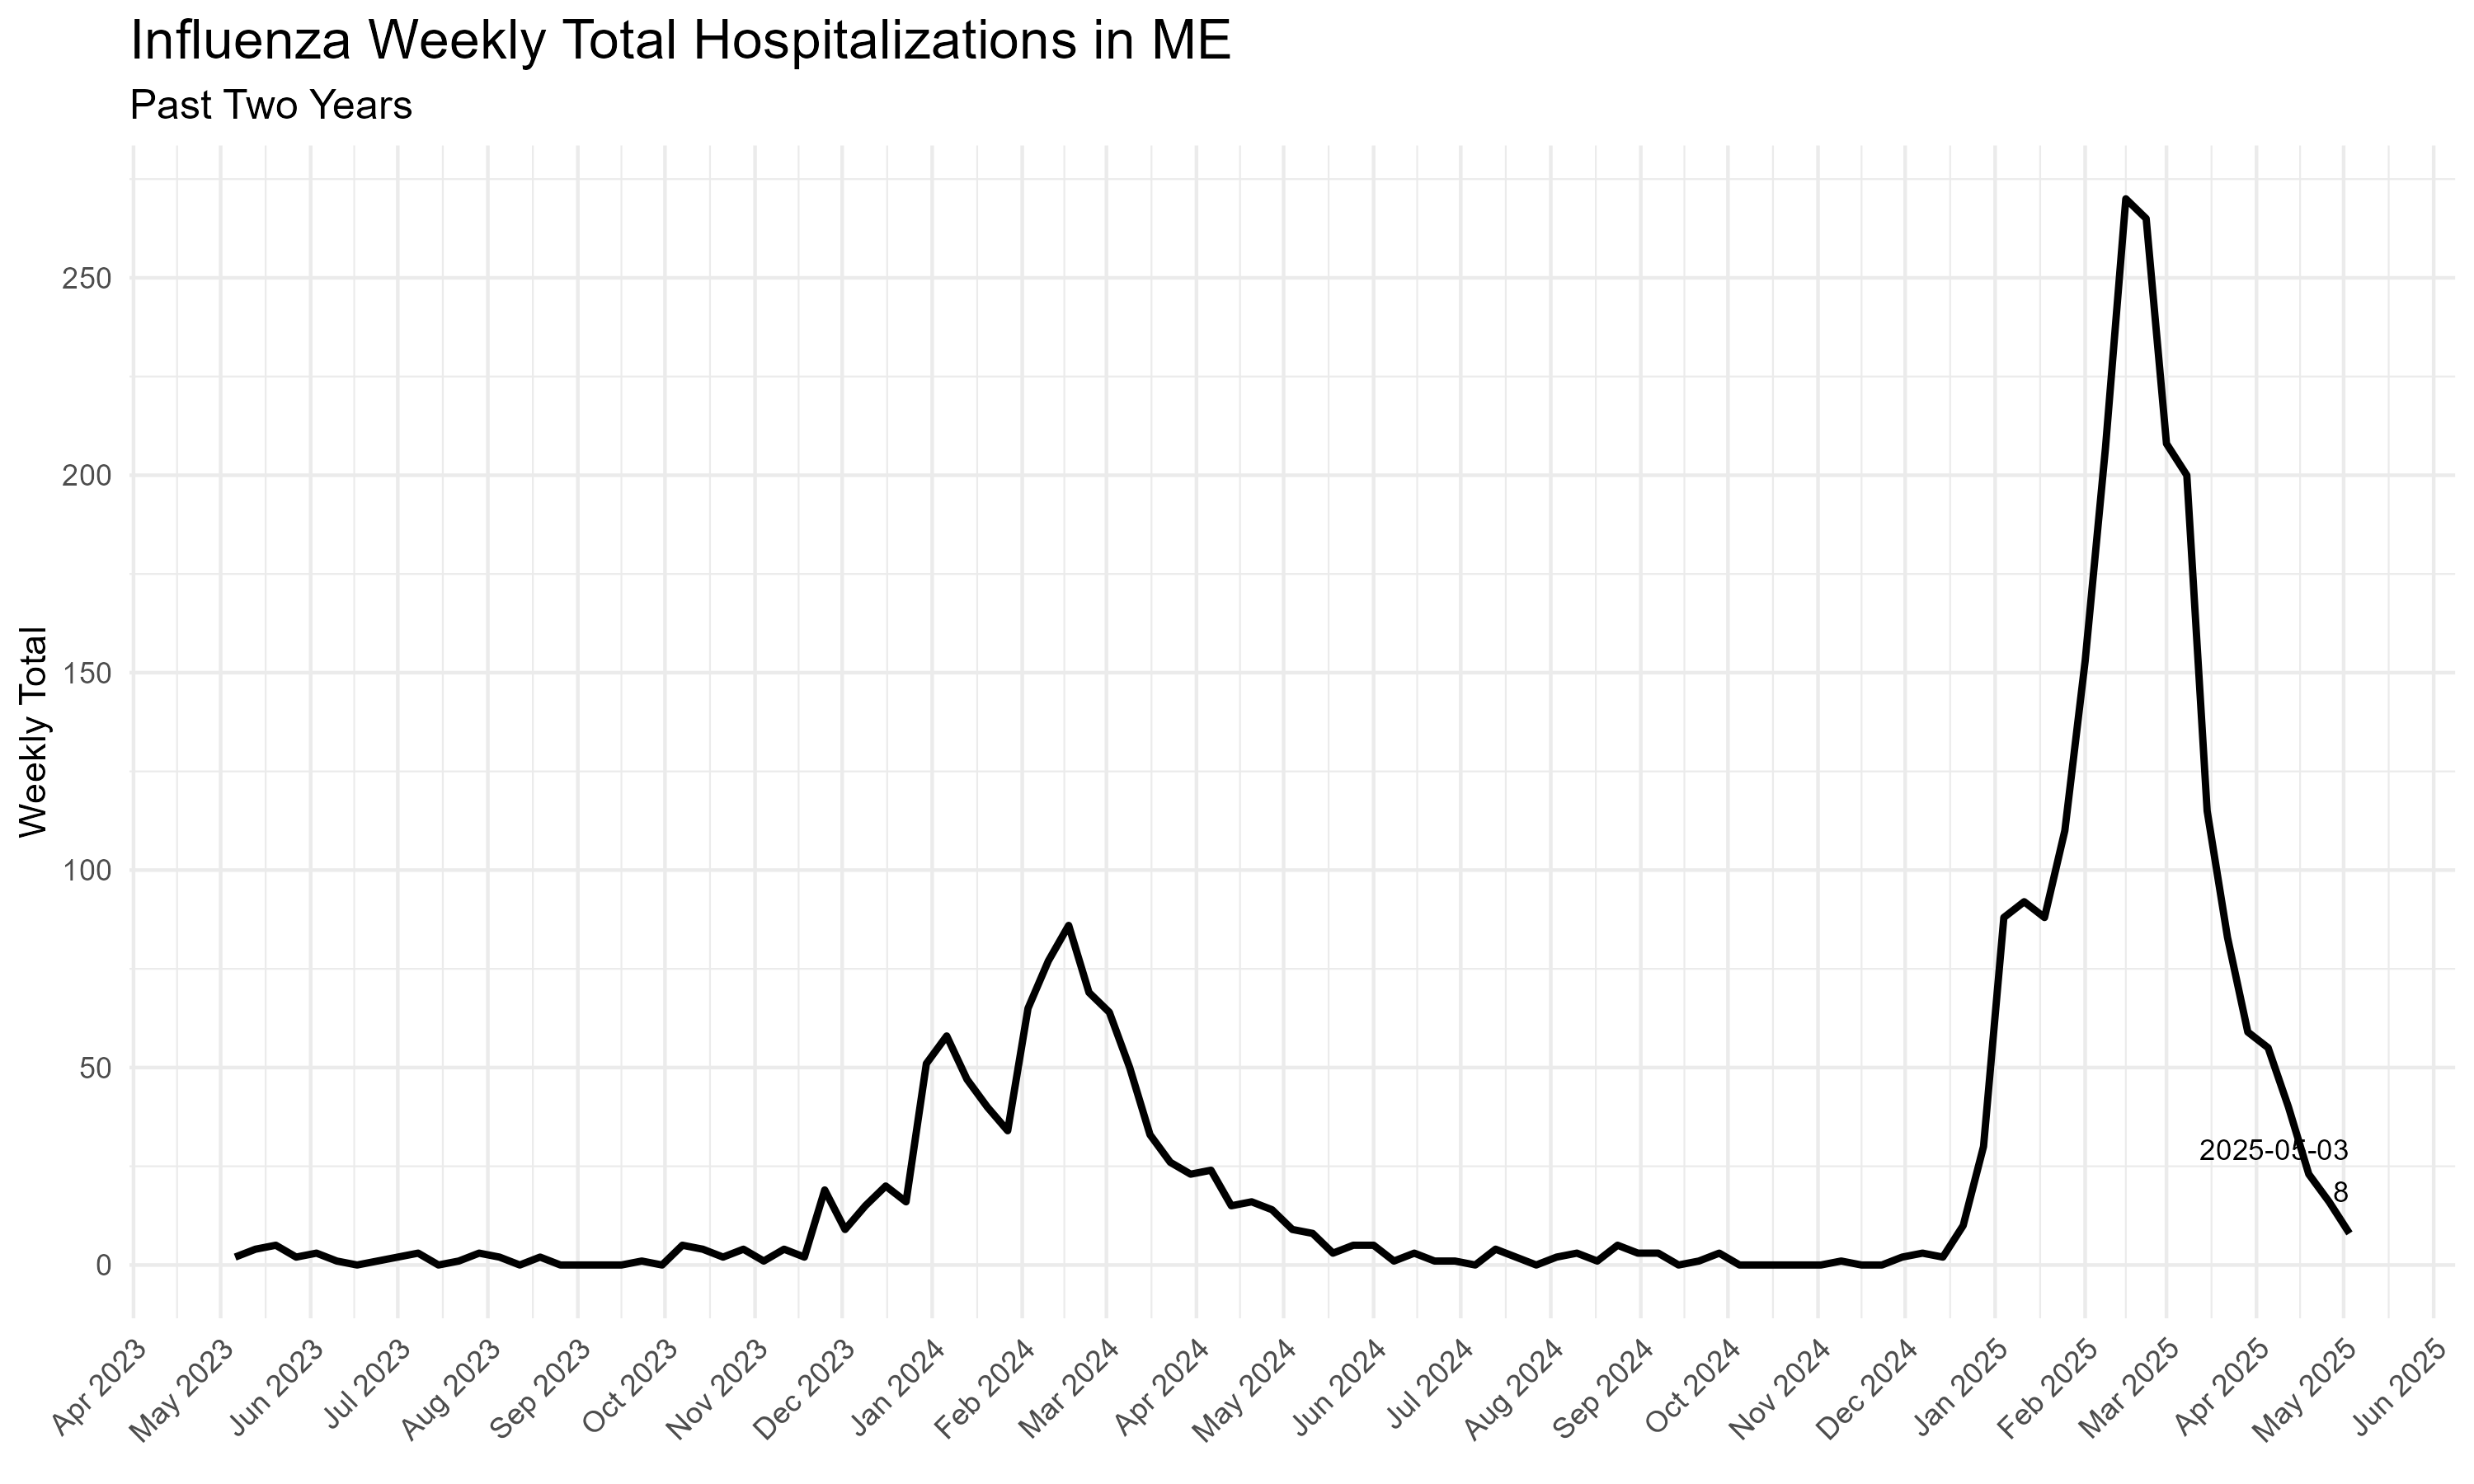 Influenza Weekly Total Hospitalizations in ME
Past Two Years
Weekly Total
250
200
150
100
50
0
2025-05-03
8
Apr 2023
May 2023
Jun 2023
Jul 2023
Aug 2023
Sep 2023
Oct 2023
Nov 2023
Dec 2023
Jan 2024
Feb 2024
Mar 2024
Apr 2024
May 2024
Jun 2024
Jul 2024
Aug 2024
Sep 2024
Oct 2024
Nov 2024
Dec 2024
Jan 2025
Feb 2025
Mar 2025
Apr 2025
May 2025
Jun 2025